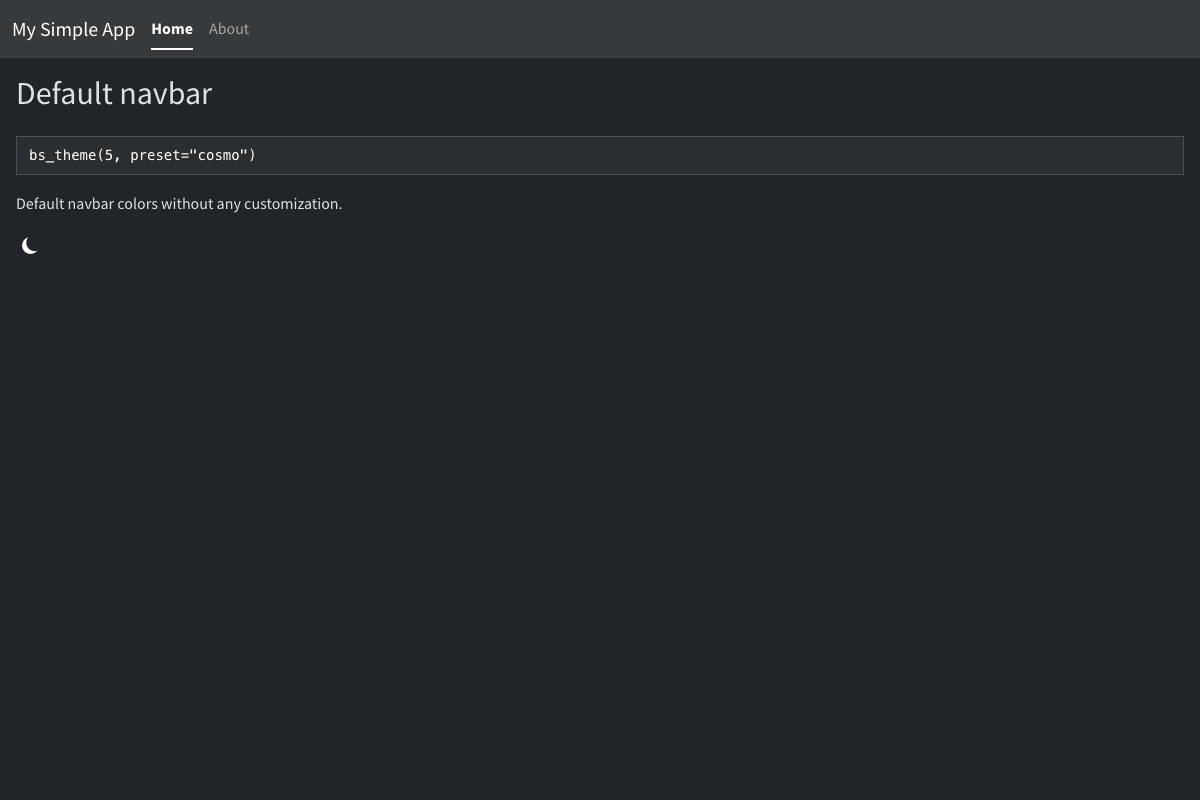 My Simple App Home About
Default navbar
bs_theme(5, preset="cosmo")
Default navbar colors without any customization.